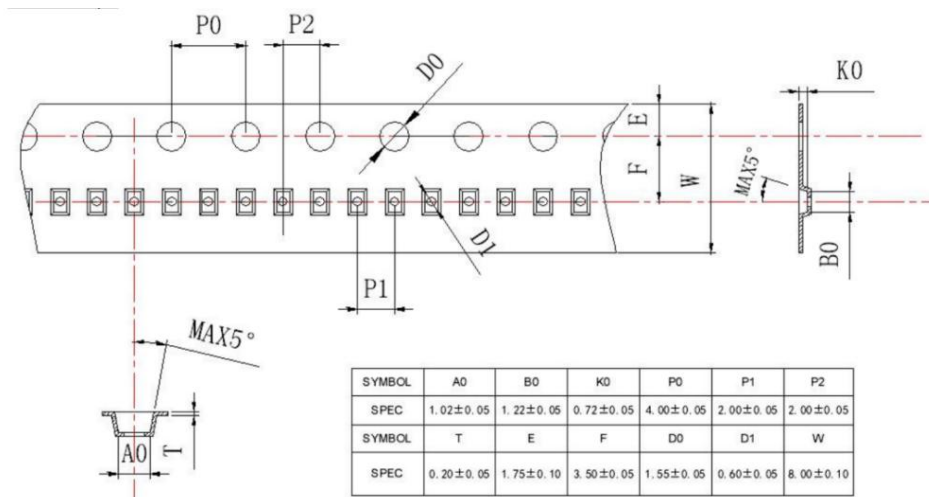 P0 P2
D0
K0
E
F
W
MAX5°
B0
D1
P1
MAX5°
A0
T
SYMBOL A0 B0 K0 P0 P1 P2
SPEC 1.02±0.05 1.22±0.05 0.72±0.05 4.00±0.05 2.00±0.05 2.00±0.05
SYMBOL T E F D0 D1 W
SPEC 0.20±0.05 1.75±0.10 3.50±0.05 1.55±0.05 0.60±0.05 8.00±0.10